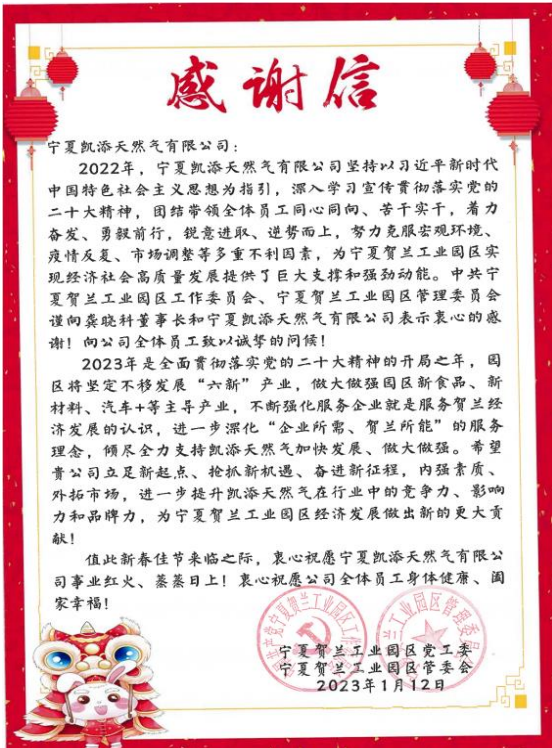 感谢信
宁夏凯添天然气有限公司：
2022年，宁夏凯添天然气有限公司坚持以习近平新时代
中国特色社会主义思想为指引，深入学习宣传贯彻落实党的
二十大精神，团结带领全体员工同心同向、苦干实干，着力
奋发、勇毅前行，锐意进取、逆势而上，努力克服宏观环境、
疫情反复、市场调整等多重不利因素，为宁夏贺兰工业园区实
现经济社会高质量发展提供了巨大支撑和强劲动能。中共宁
夏贺兰工业园区工作委员会、宁夏贺兰工业园区管理委员会
谨向龚晓科董事长和宁夏凯添天然气有限公司表示衷心的感
谢！向公司全体员工致以诚挚的问候！
2023年是全面贯彻落实党的二十大精神的开局之年，园
区将坚定不移发展“六新”产业，做大做强园区新食品、新
材料、汽车+等主导产业，不断强化服务企业就是服务贺兰经
济发展的认识，进一步深化“企业所需、贺兰所能”的服务
理念，倾尽全力支持凯添天然气加快发展、做大做强。希望
贵公司立足新起点、抢抓新机遇、奋进新征程，内强素质、
外拓市场，进一步提升凯添天然气在行业中的竞争力、影响
力和品牌力，为宁夏贺兰工业园区经济发展做出新的更大贡
献！
值此新春佳节来临之际，衷心祝愿宁夏凯添天然气有限公
司事业红火、蒸蒸日上！衷心祝愿公司全体员工身体健康、阖
家幸福！
宁夏贺兰工业园区党工委
宁夏贺兰工业园区管委会
2023年1月12日